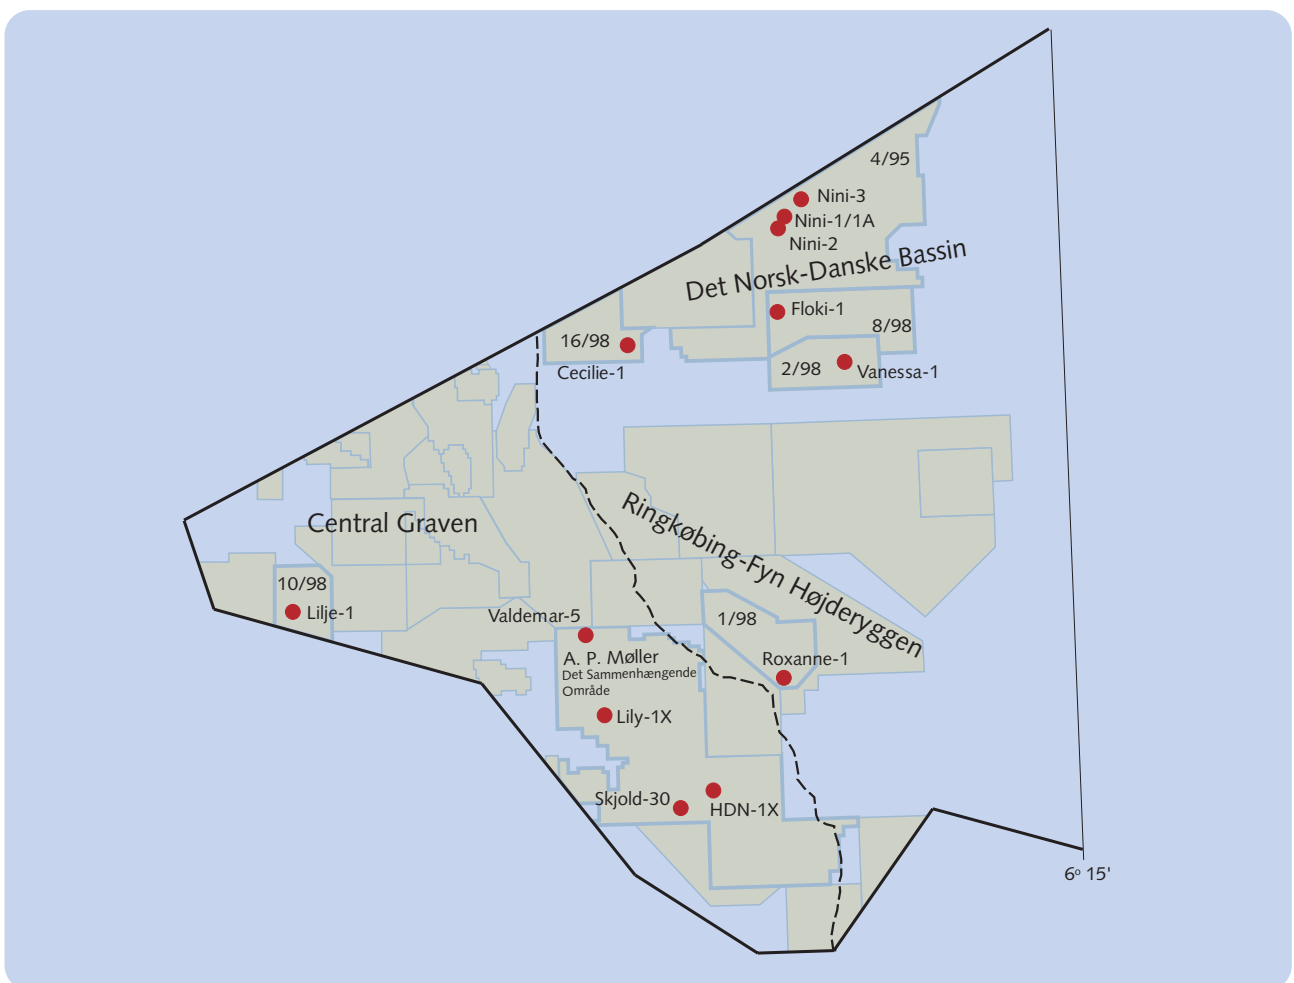 4/95
Nini-3
Nini-1/1A
Nini-2
Det Norsk-Danske Bassin
Floki-1
8/98
16/98
Cecilie-1
2/98
Vanessa-1
Ringkøbing-Fyn Højderyggen
Central Graven
10/98
Lilje-1
Valdemar-5
1/98
A. P. Møller
Det Sammenhængende
Område
Roxanne-1
Lily-1X
Skjold-30
HDN-1X
6º 15'